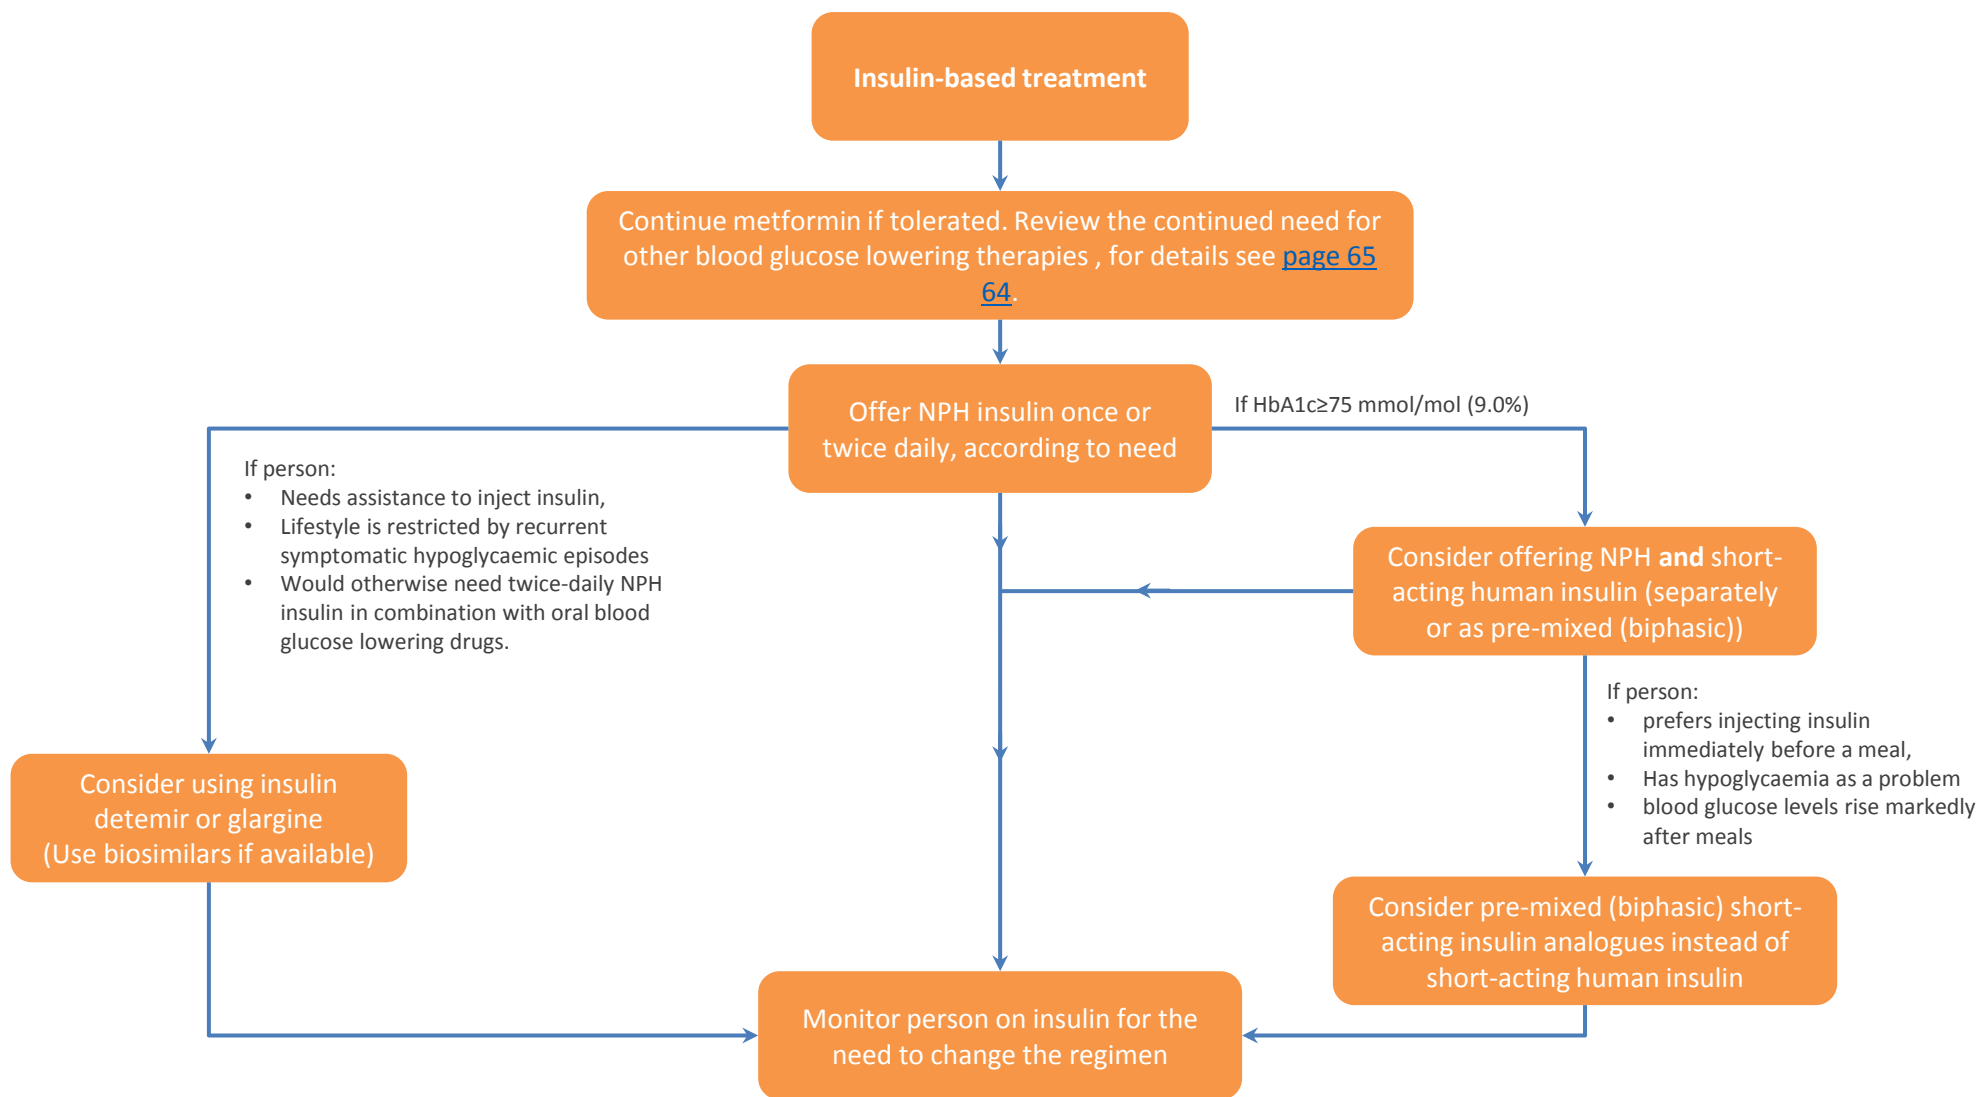 Insulin-based treatment
Continue metformin if tolerated. Review the continued need for
other blood glucose lowering therapies , for details see page 65
64.
Offer NPH insulin once or
twice daily, according to need
If HbA1c≥75 mmol/mol (9.0%)
If person:
• Needs assistance to inject insulin,
• Lifestyle is restricted by recurrent
symptomatic hypoglycaemic episodes
• Would otherwise need twice-daily NPH
insulin in combination with oral blood
glucose lowering drugs.
Consider offering NPH and short-
acting human insulin (separately
or as pre-mixed (biphasic))
If person:
• prefers injecting insulin
immediately before a meal,
• Has hypoglycaemia as a problem
• blood glucose levels rise markedly
after meals
Consider using insulin
detemir or glargine
(Use biosimilars if available)
Consider pre-mixed (biphasic) short-
acting insulin analogues instead of
short-acting human insulin
Monitor person on insulin for the
need to change the regimen